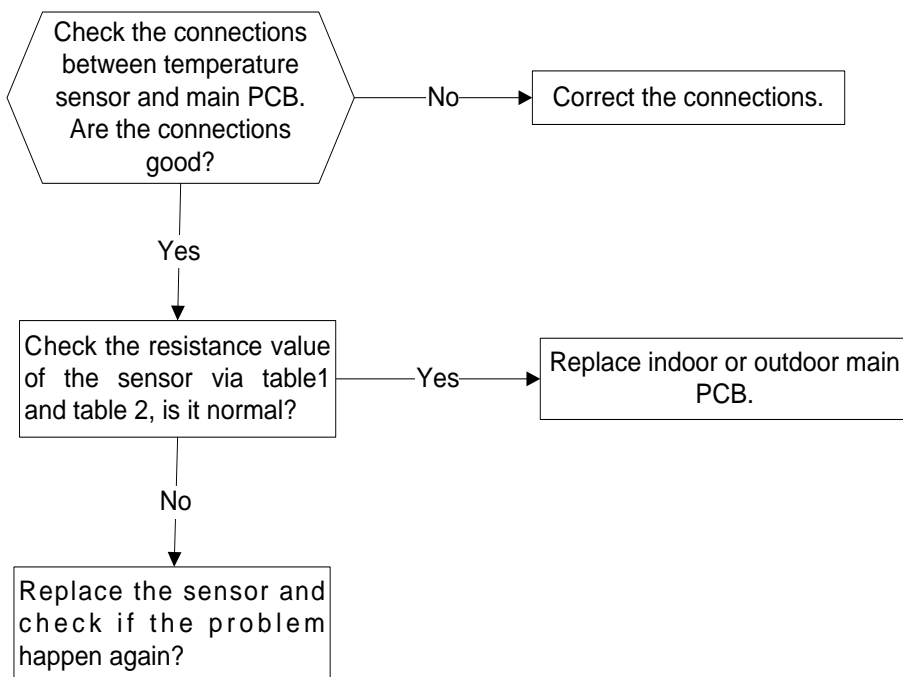 Check the connections
between temperature
sensor and main PCB.
Are the connections
good?
No
Correct the connections.
Yes
Check the resistance value
of the sensor via table1
and table 2, is it normal?
Yes
Replace indoor or outdoor main
PCB.
No
Replace the sensor and
check if the problem
happen again?